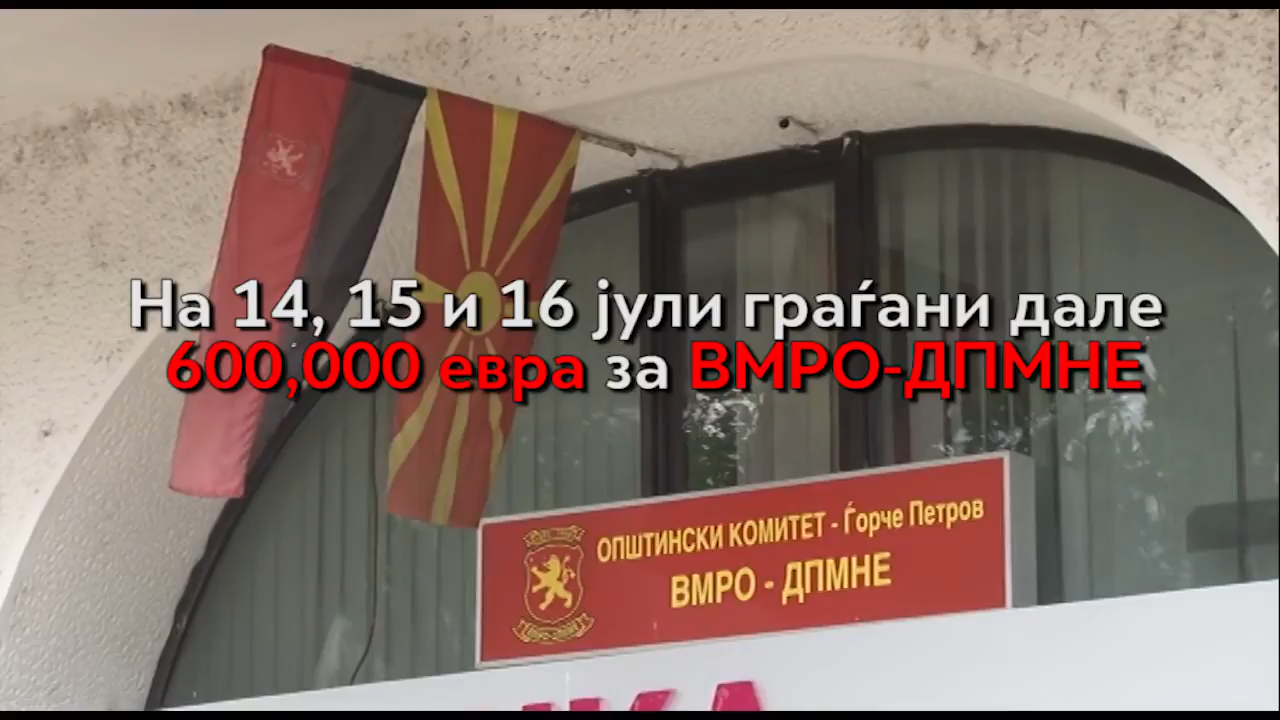 На 14, 15 и 16 јули граѓани дале
600,000 евра за ВМРО-ДПМНЕ
ОПШТИНСКИ КОМИТЕТ - Ѓорче Петров
ВМРО - ДПМНЕ